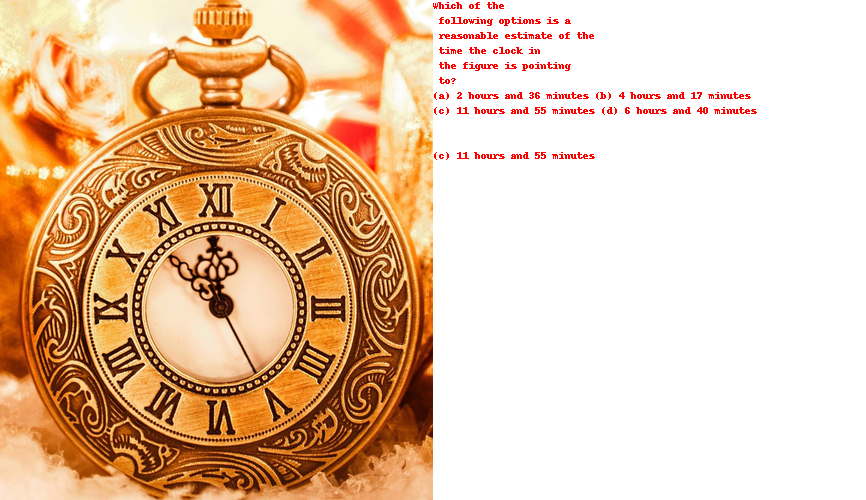 Which of the
following options is a
reasonable estimate of the
time the clock in
the figure is pointing
to?
(a) 2 hours and 36 minutes (b) 4 hours and 17 minutes
(c) 11 hours and 55 minutes (d) 6 hours and 40 minutes
(c) 11 hours and 55 minutes
XII
I
II
III
IIII
V
VI
VII
VIII
IX
X
XI